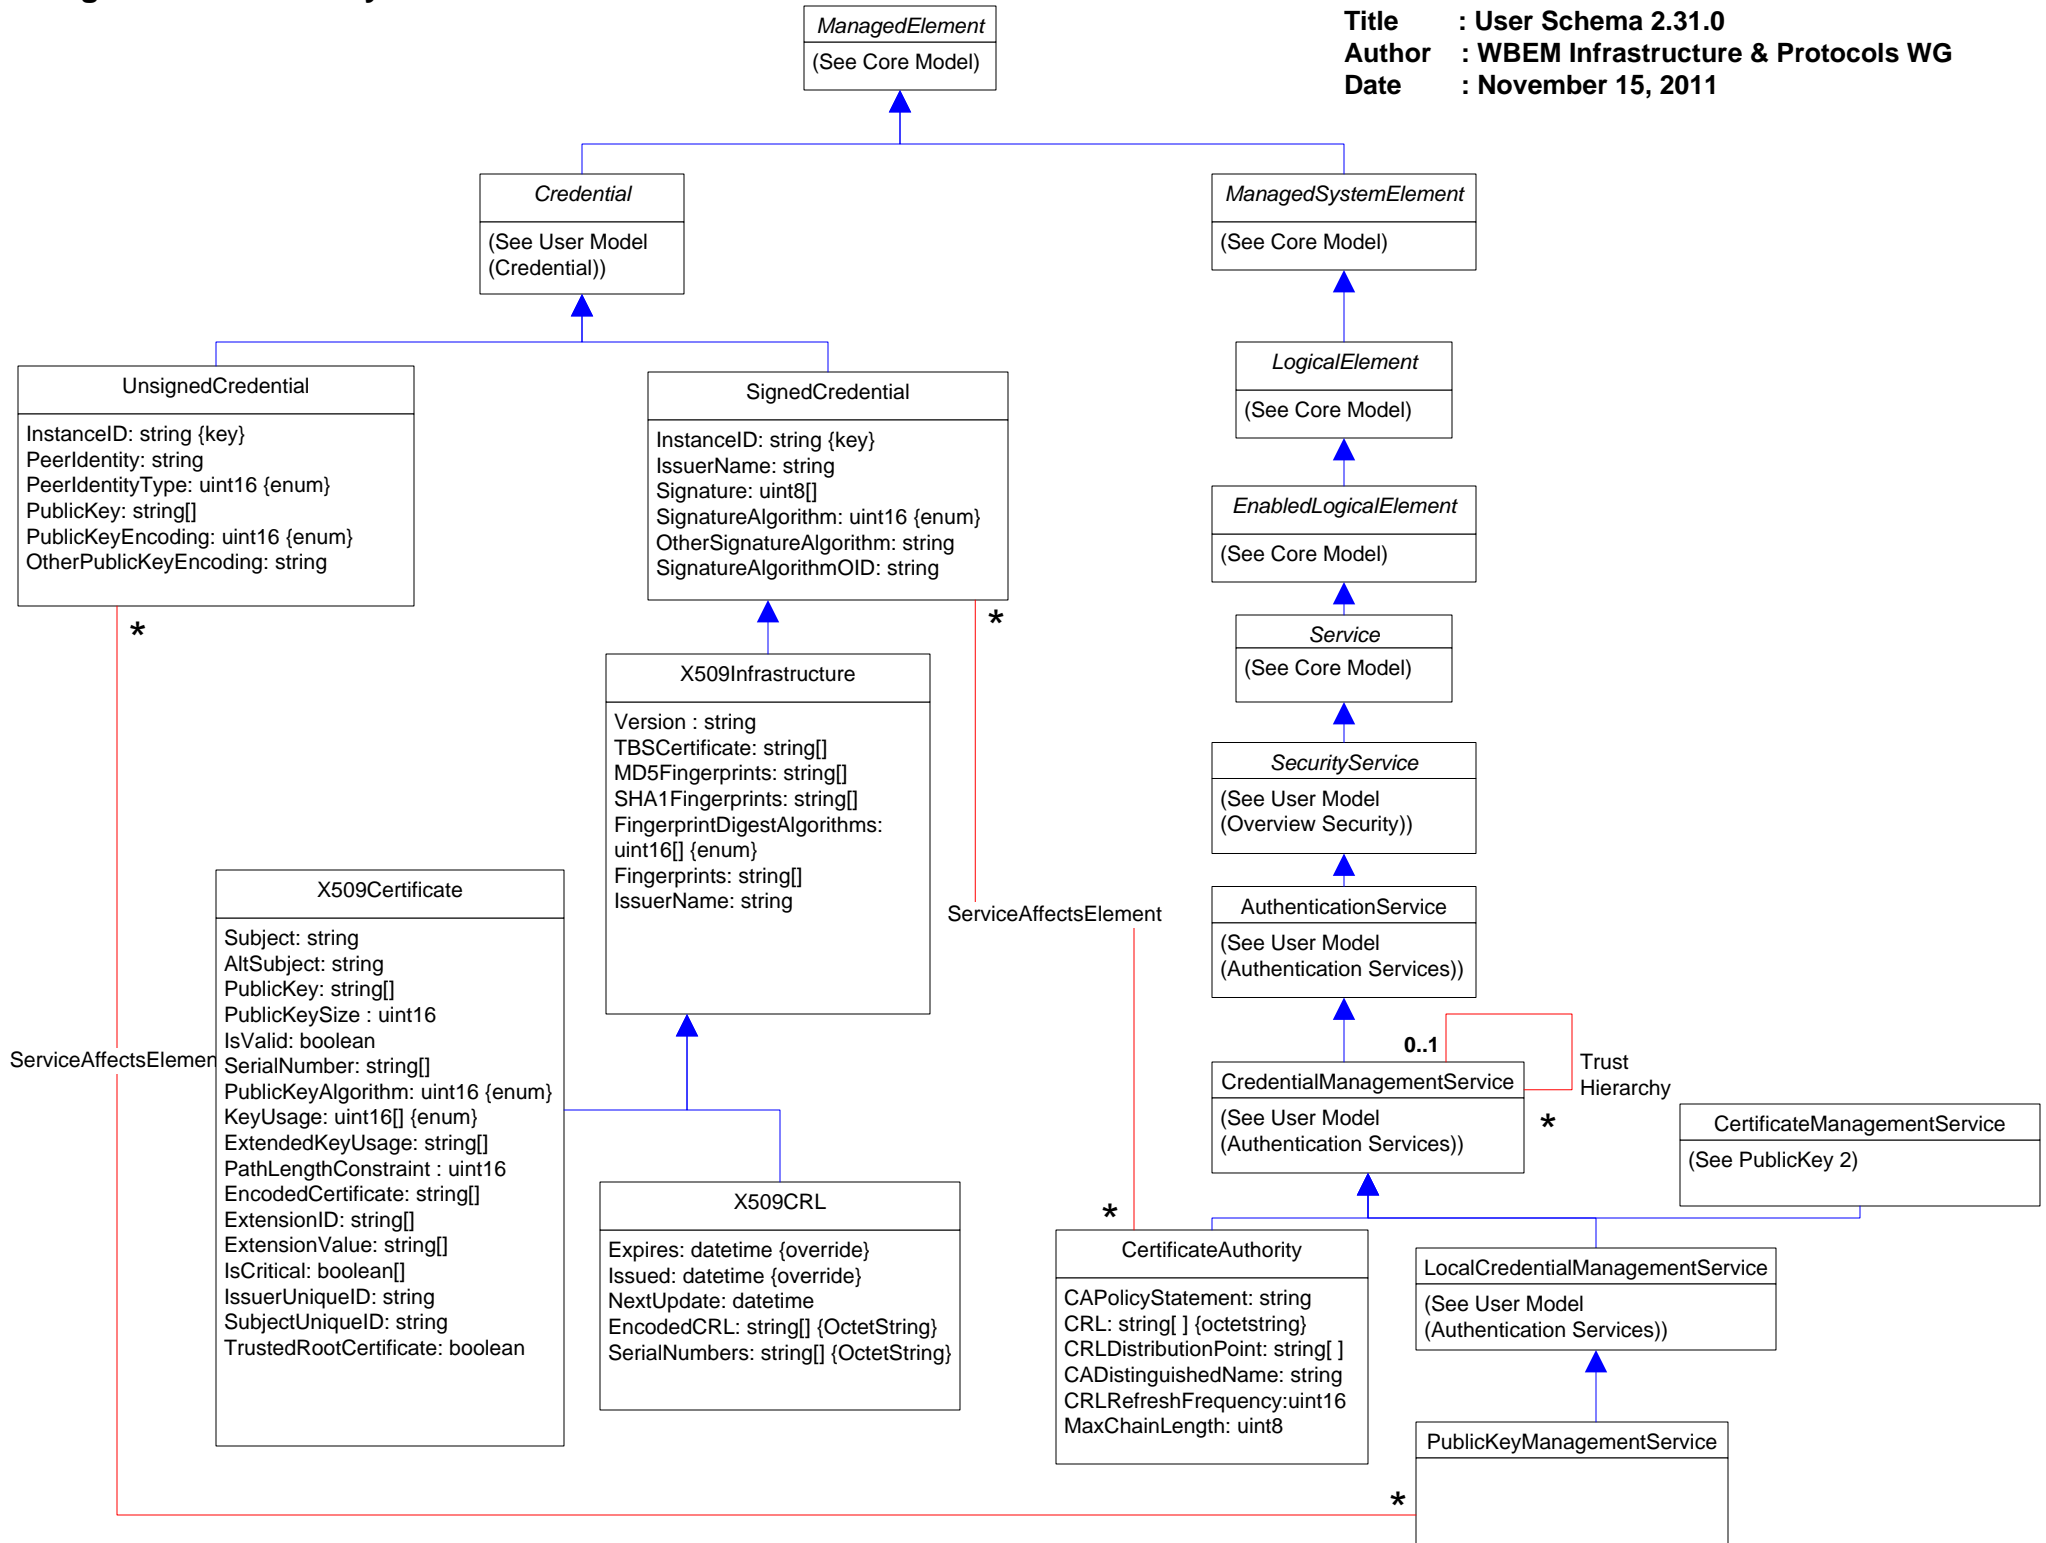 Title : User Schema 2.31.0
Author : WBEM Infrastructure & Protocols WG
Date : November 15, 2011
ManagedElement
(See Core Model)
Credential
(See User Model
(Credential))
ManagedSystemElement
(See Core Model)
LogicalElement
(See Core Model)
EnabledLogicalElement
(See Core Model)
Service
(See Core Model)
SecurityService
(See User Model
(Overview Security))
AuthenticationService
(See User Model
(Authentication Services))
UnsignedCredential
InstanceID: string {key}
PeerIdentity: string
PeerIdentityType: uint16 {enum}
PublicKey: string[]
PublicKeyEncoding: uint16 {enum}
OtherPublicKeyEncoding: string
*
SignedCredential
InstanceID: string {key}
IssuerName: string
Signature: uint8[]
SignatureAlgorithm: uint16 {enum}
OtherSignatureAlgorithm: string
SignatureAlgorithmOID: string
*
X509Infrastructure
Version : string
TBSCertificate: string[]
MD5Fingerprints: string[]
SHA1Fingerprints: string[]
FingerprintDigestAlgorithms:
uint16[] {enum}
Fingerprints: string[]
IssuerName: string
ServiceAffectsElement
ServiceAffectsElemen
X509Certificate
Subject: string
AltSubject: string
PublicKey: string[]
PublicKeySize : uint16
IsValid: boolean
SerialNumber: string[]
PublicKeyAlgorithm: uint16 {enum}
KeyUsage: uint16[] {enum}
ExtendedKeyUsage: string[]
PathLengthConstraint : uint16
EncodedCertificate: string[]
ExtensionID: string[]
ExtensionValue: string[]
IsCritical: boolean[]
IssuerUniqueID: string
SubjectUniqueID: string
TrustedRootCertificate: boolean
X509CRL
Expires: datetime {override}
Issued: datetime {override}
NextUpdate: datetime
EncodedCRL: string[] {OctetString}
SerialNumbers: string[] {OctetString}
0..1
Trust
Hierarchy
CredentialManagementService
(See User Model
(Authentication Services))
*
CertificateManagementService
(See PublicKey 2)
*
CertificateAuthority
CAPolicyStatement: string
CRL: string[ ] {octetstring}
CRLDistributionPoint: string[ ]
CADistinguishedName: string
CRLRefreshFrequency:uint16
MaxChainLength: uint8
LocalCredentialManagementService
(See User Model
(Authentication Services))
PublicKeyManagementService
*